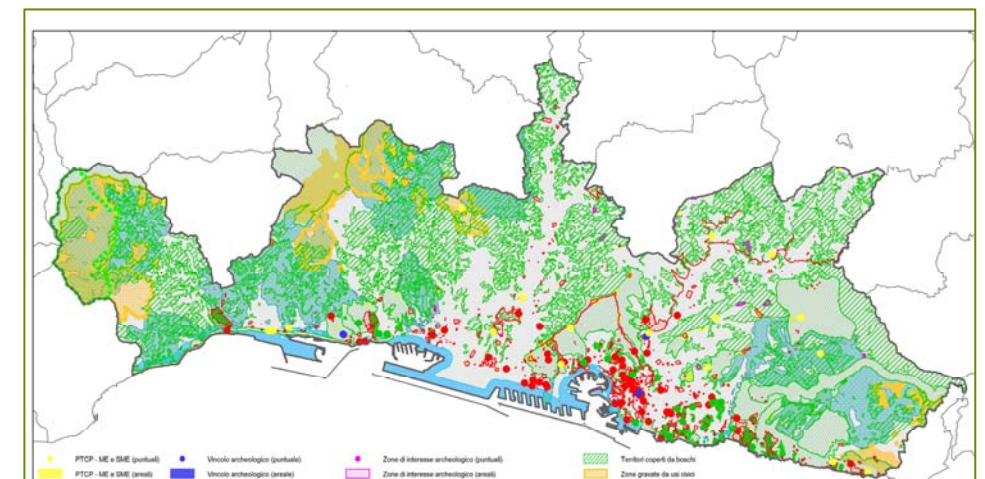 PTCP - ME e SME (puntuali) Vincolo archeologico (puntuale) Zone di interesse archeologico (puntuali) Territori coperti da boschi
PTCP - ME e SME (areali) Vincolo archeologico (areale) Zone di interesse archeologico (areali) Zone gravate da usi civici